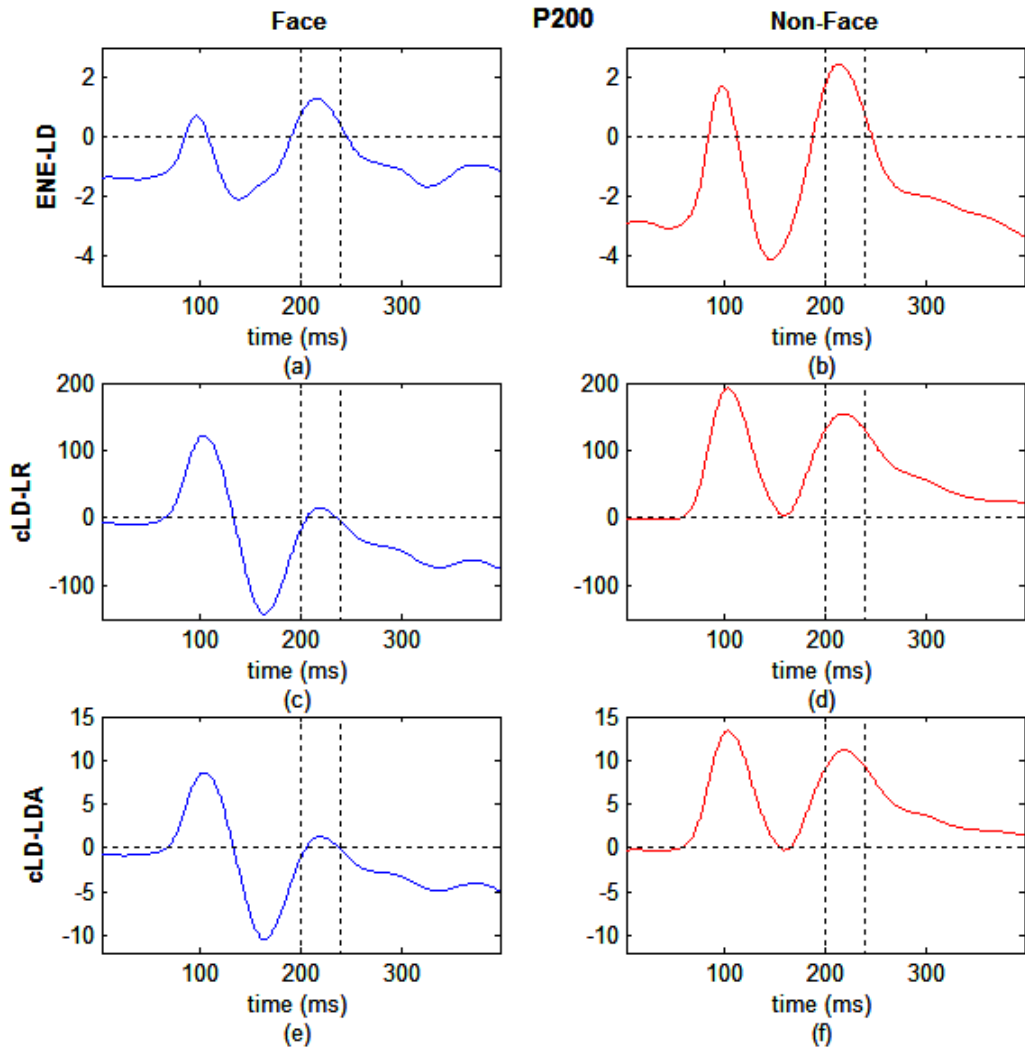 Face P200 Non-Face
ENE-LD
2 2
0 0
-2 -2
-4 -4
100 200 300 100 200 300
time (ms) time (ms)
(a) (b)
cLD-LR
200 200
100 100
0 0
-100 -100
100 200 300 100 200 300
time (ms) time (ms)
(c) (d)
cLD-LDA
15 15
10 10
5 5
0 0
-5 -5
-10 -10
100 200 300 100 200 300
time (ms) time (ms)
(e) (f)